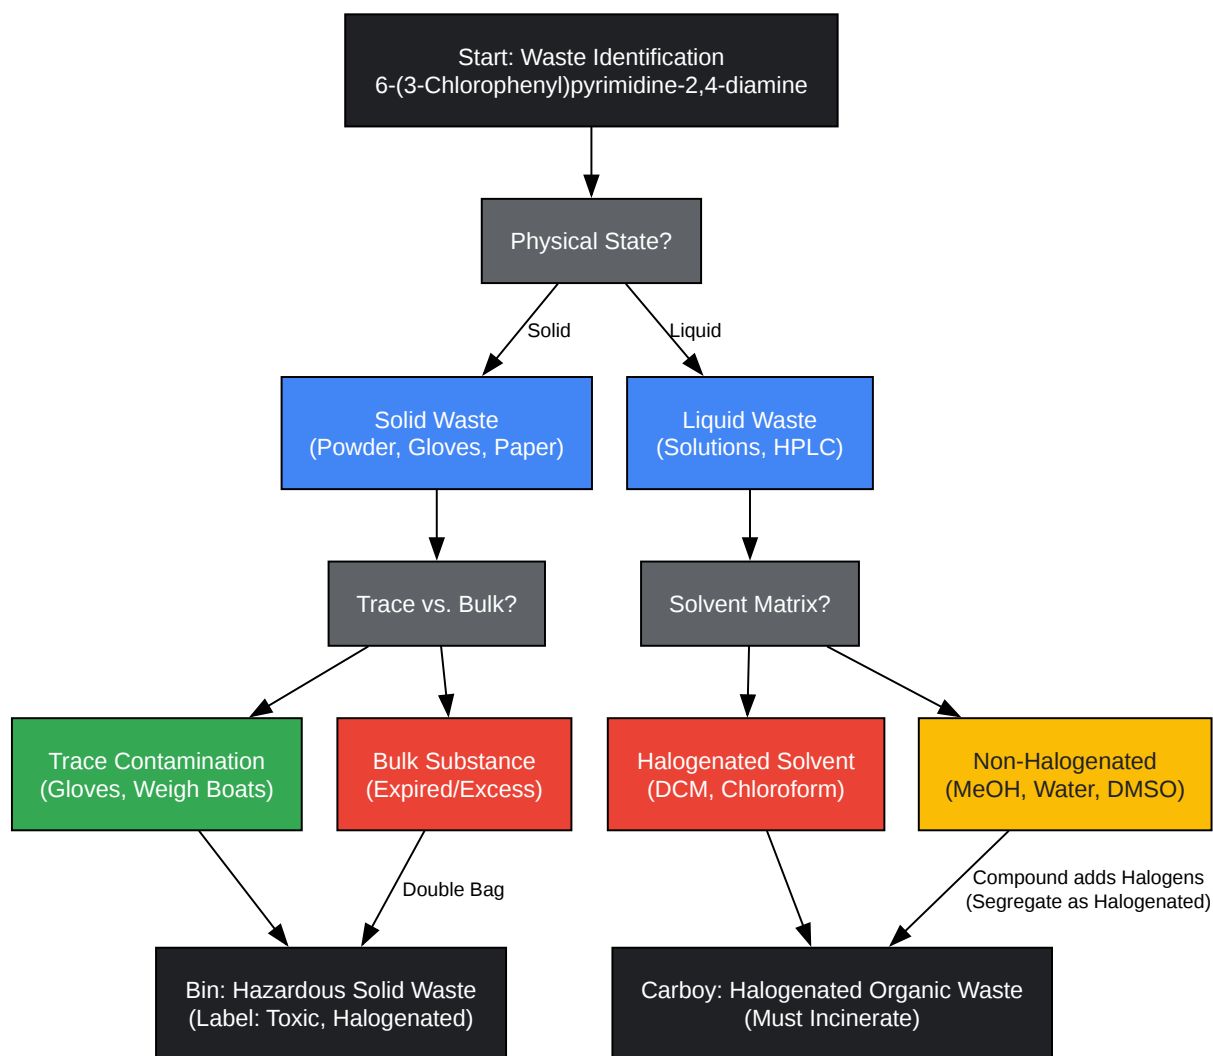 Start: Waste Identification
6-(3-Chlorophenyl)pyrimidine-2,4-diamine
Physical State?
Solid
Liquid
Solid Waste
(Powder, Gloves, Paper)
Liquid Waste
(Solutions, HPLC)
Trace vs. Bulk?
Solvent Matrix?
Trace Contamination
(Gloves, Weigh Boats)
Bulk Substance
(Expired/Excess)
Halogenated Solvent
(DCM, Chloroform)
Non-Halogenated
(MeOH, Water, DMSO)
Double Bag
Compound adds Halogens
(Segregate as Halogenated)
Bin: Hazardous Solid Waste
(Label: Toxic, Halogenated)
Carboy: Halogenated Organic Waste
(Must Incinerate)